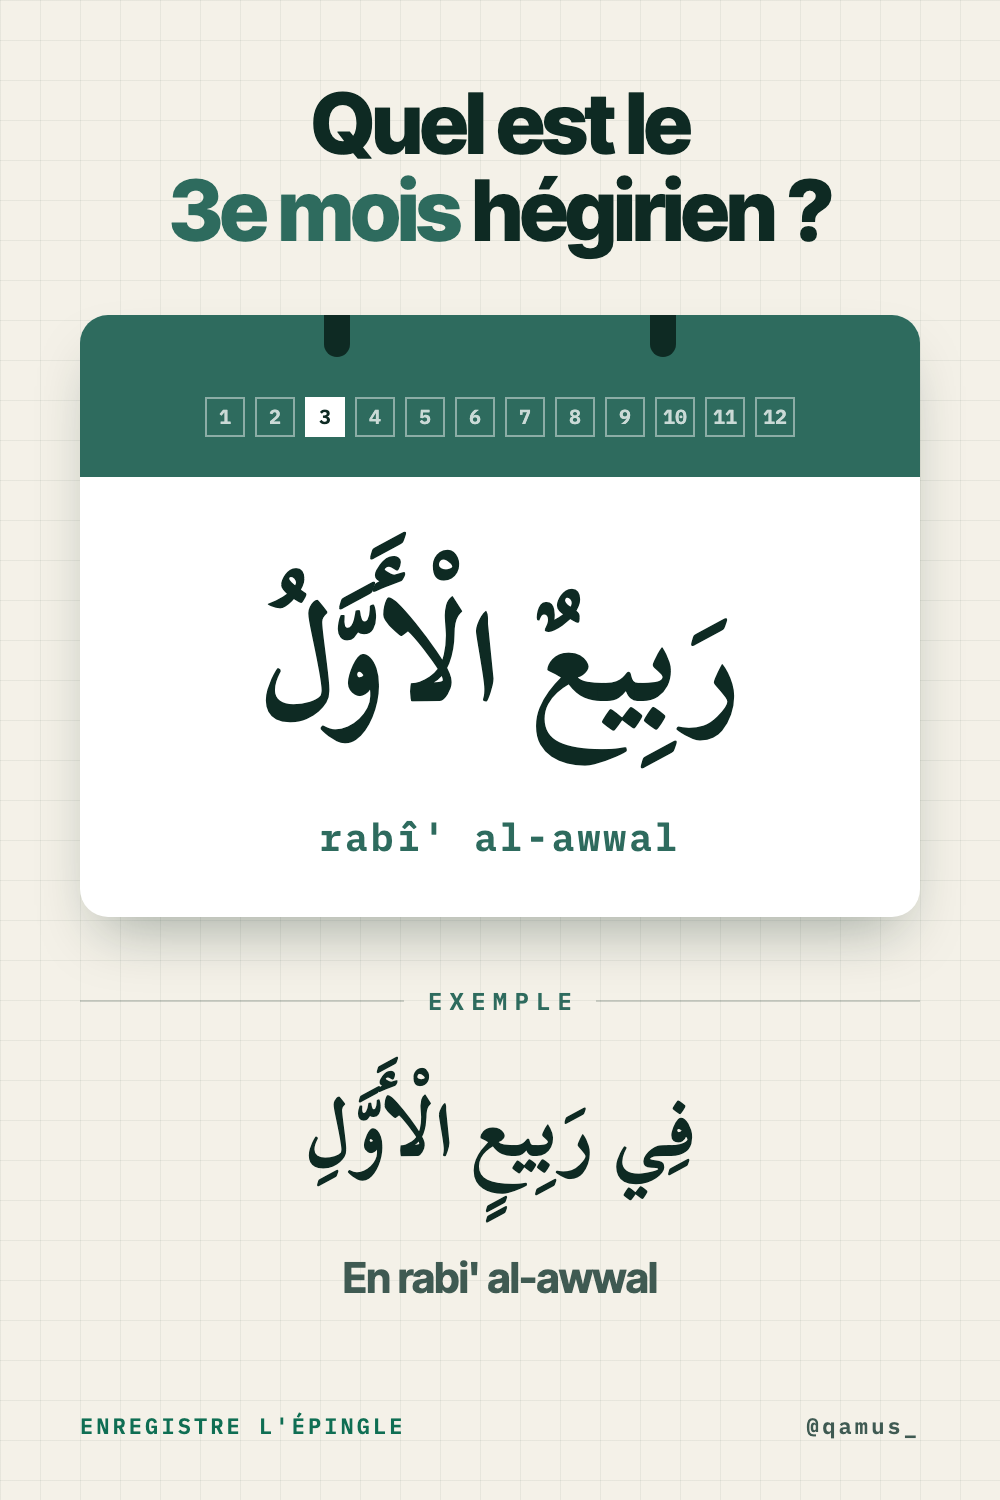 Quel est le
3e mois hégirien ?
1 2 3 4 5 6 7 8 9 10 11 12
رَبِيعٌ الْأَوَّلُ
rabî' al-awwal
EXEMPLE
فِي رَبِيعٍ الْأَوَّلِ
En rabi' al-awwal
ENREGISTRE L'ÉPINGLE
@qamus_